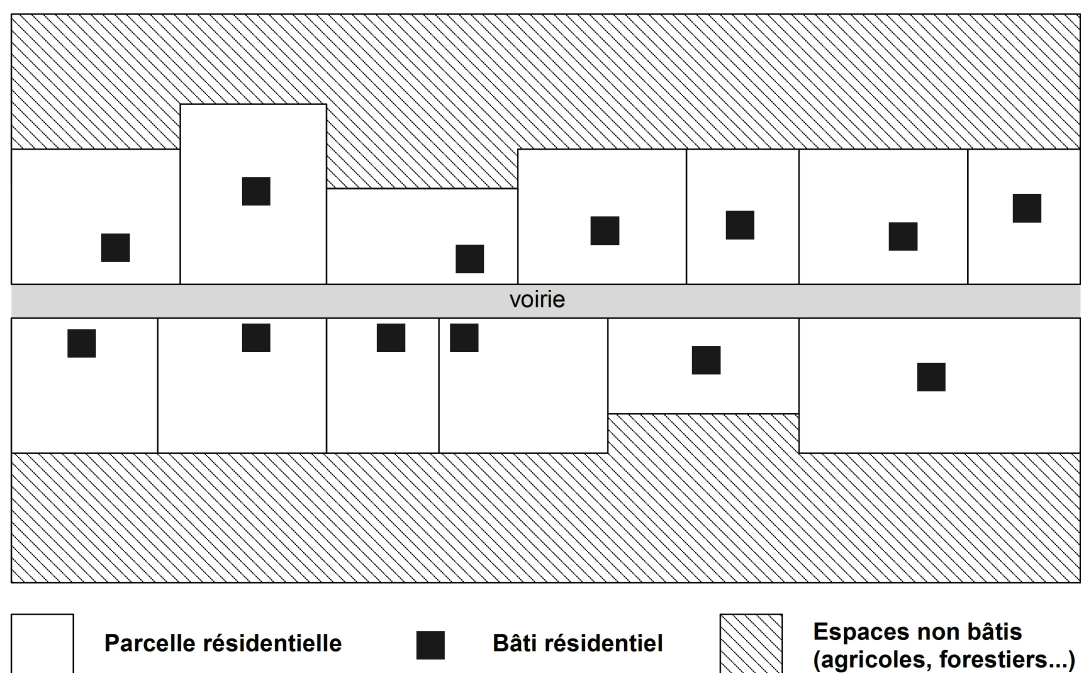 voirie
Parcelle résidentielle
Bâti résidentiel
Espaces non bâtis
(agricoles, forestiers...)